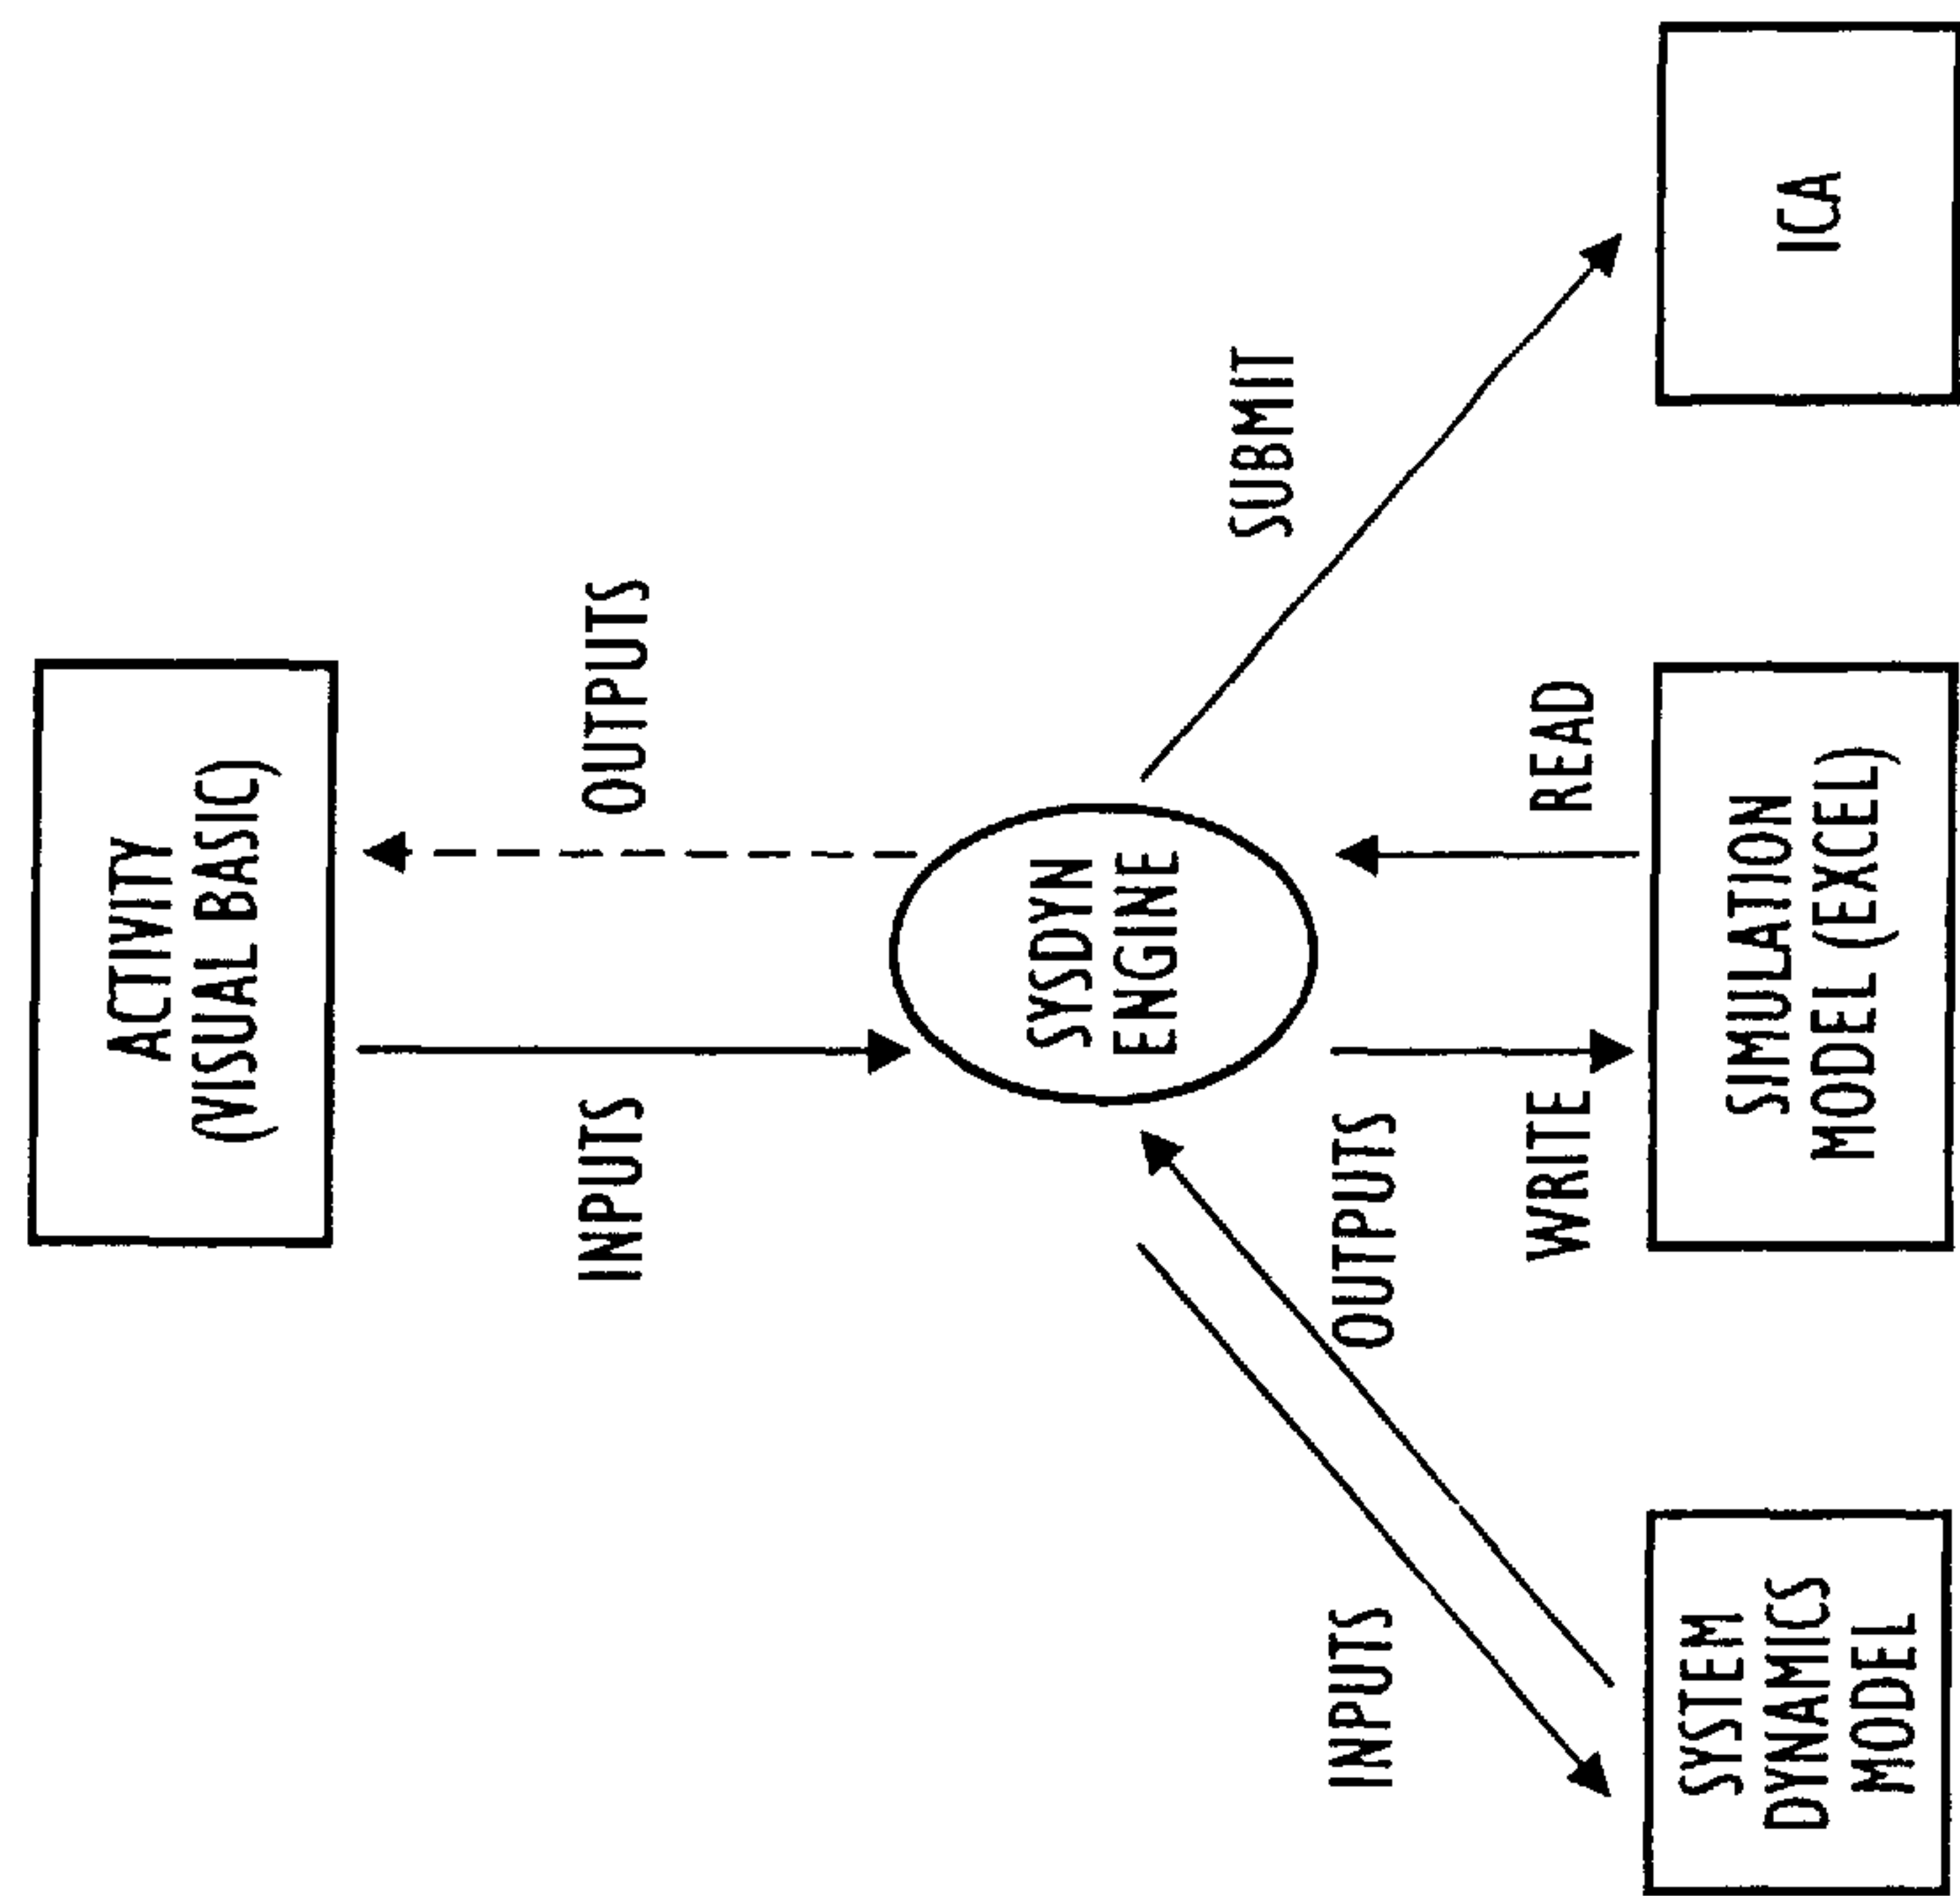 ACTIVITY
(VISUAL BASIC)
INPUTS
OUTPUTS
SYSDYN
ENGINE
INPUTS
OUTPUTS
SUBMIT
WRITE
READ
SYSTEM
DYNAMICS
MODEL
SIMULATION
MODEL (EXCEL)
ICA